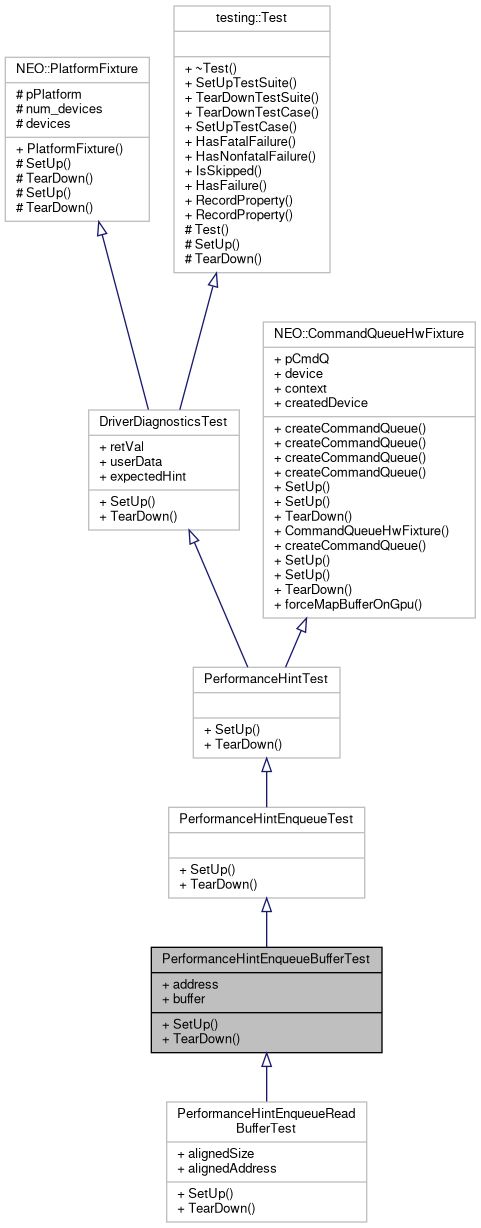 testing::Test
+ ~Test()
+ SetUpTestSuite()
+ TearDownTestSuite()
+ TearDownTestCase()
+ SetUpTestCase()
+ HasFatalFailure()
+ HasNonfatalFailure()
+ IsSkipped()
+ HasFailure()
+ RecordProperty()
+ RecordProperty()
# Test()
# SetUp()
# TearDown()
NEO::PlatformFixture
# pPlatform
# num_devices
# devices
+ PlatformFixture()
# SetUp()
# TearDown()
# SetUp()
# TearDown()
NEO::CommandQueueHwFixture
+ pCmdQ
+ device
+ context
+ createdDevice
+ createCommandQueue()
+ createCommandQueue()
+ createCommandQueue()
+ createCommandQueue()
+ SetUp()
+ SetUp()
+ TearDown()
+ CommandQueueHwFixture()
+ createCommandQueue()
+ SetUp()
+ SetUp()
+ TearDown()
+ forceMapBufferOnGpu()
DriverDiagnosticsTest
+ retVal
+ userData
+ expectedHint
+ SetUp()
+ TearDown()
PerformanceHintTest
+ SetUp()
+ TearDown()
PerformanceHintEnqueueTest
+ SetUp()
+ TearDown()
PerformanceHintEnqueueBufferTest
+ address
+ buffer
+ SetUp()
+ TearDown()
PerformanceHintEnqueueRead
BufferTest
+ alignedSize
+ alignedAddress
+ SetUp()
+ TearDown()